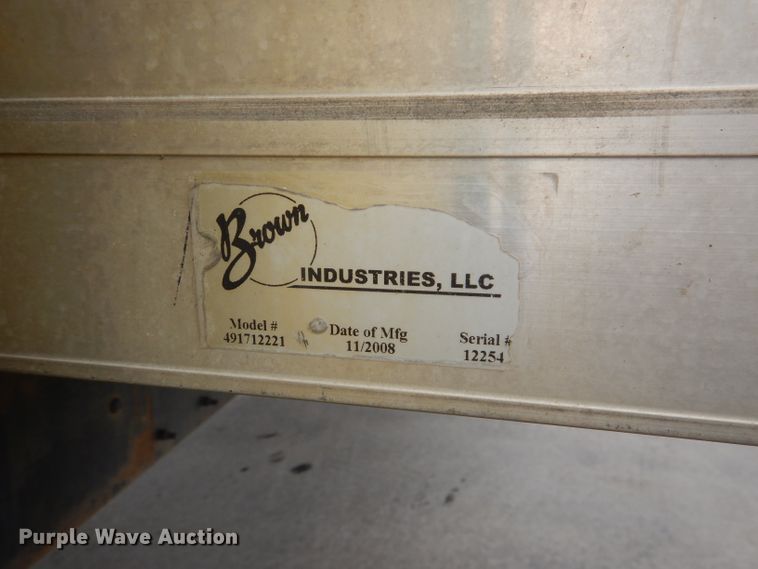 Brown
INDUSTRIES, LLC
Model # Date of Mfg Serial #
491712221 11/2008 12254
Purple Wave Auction